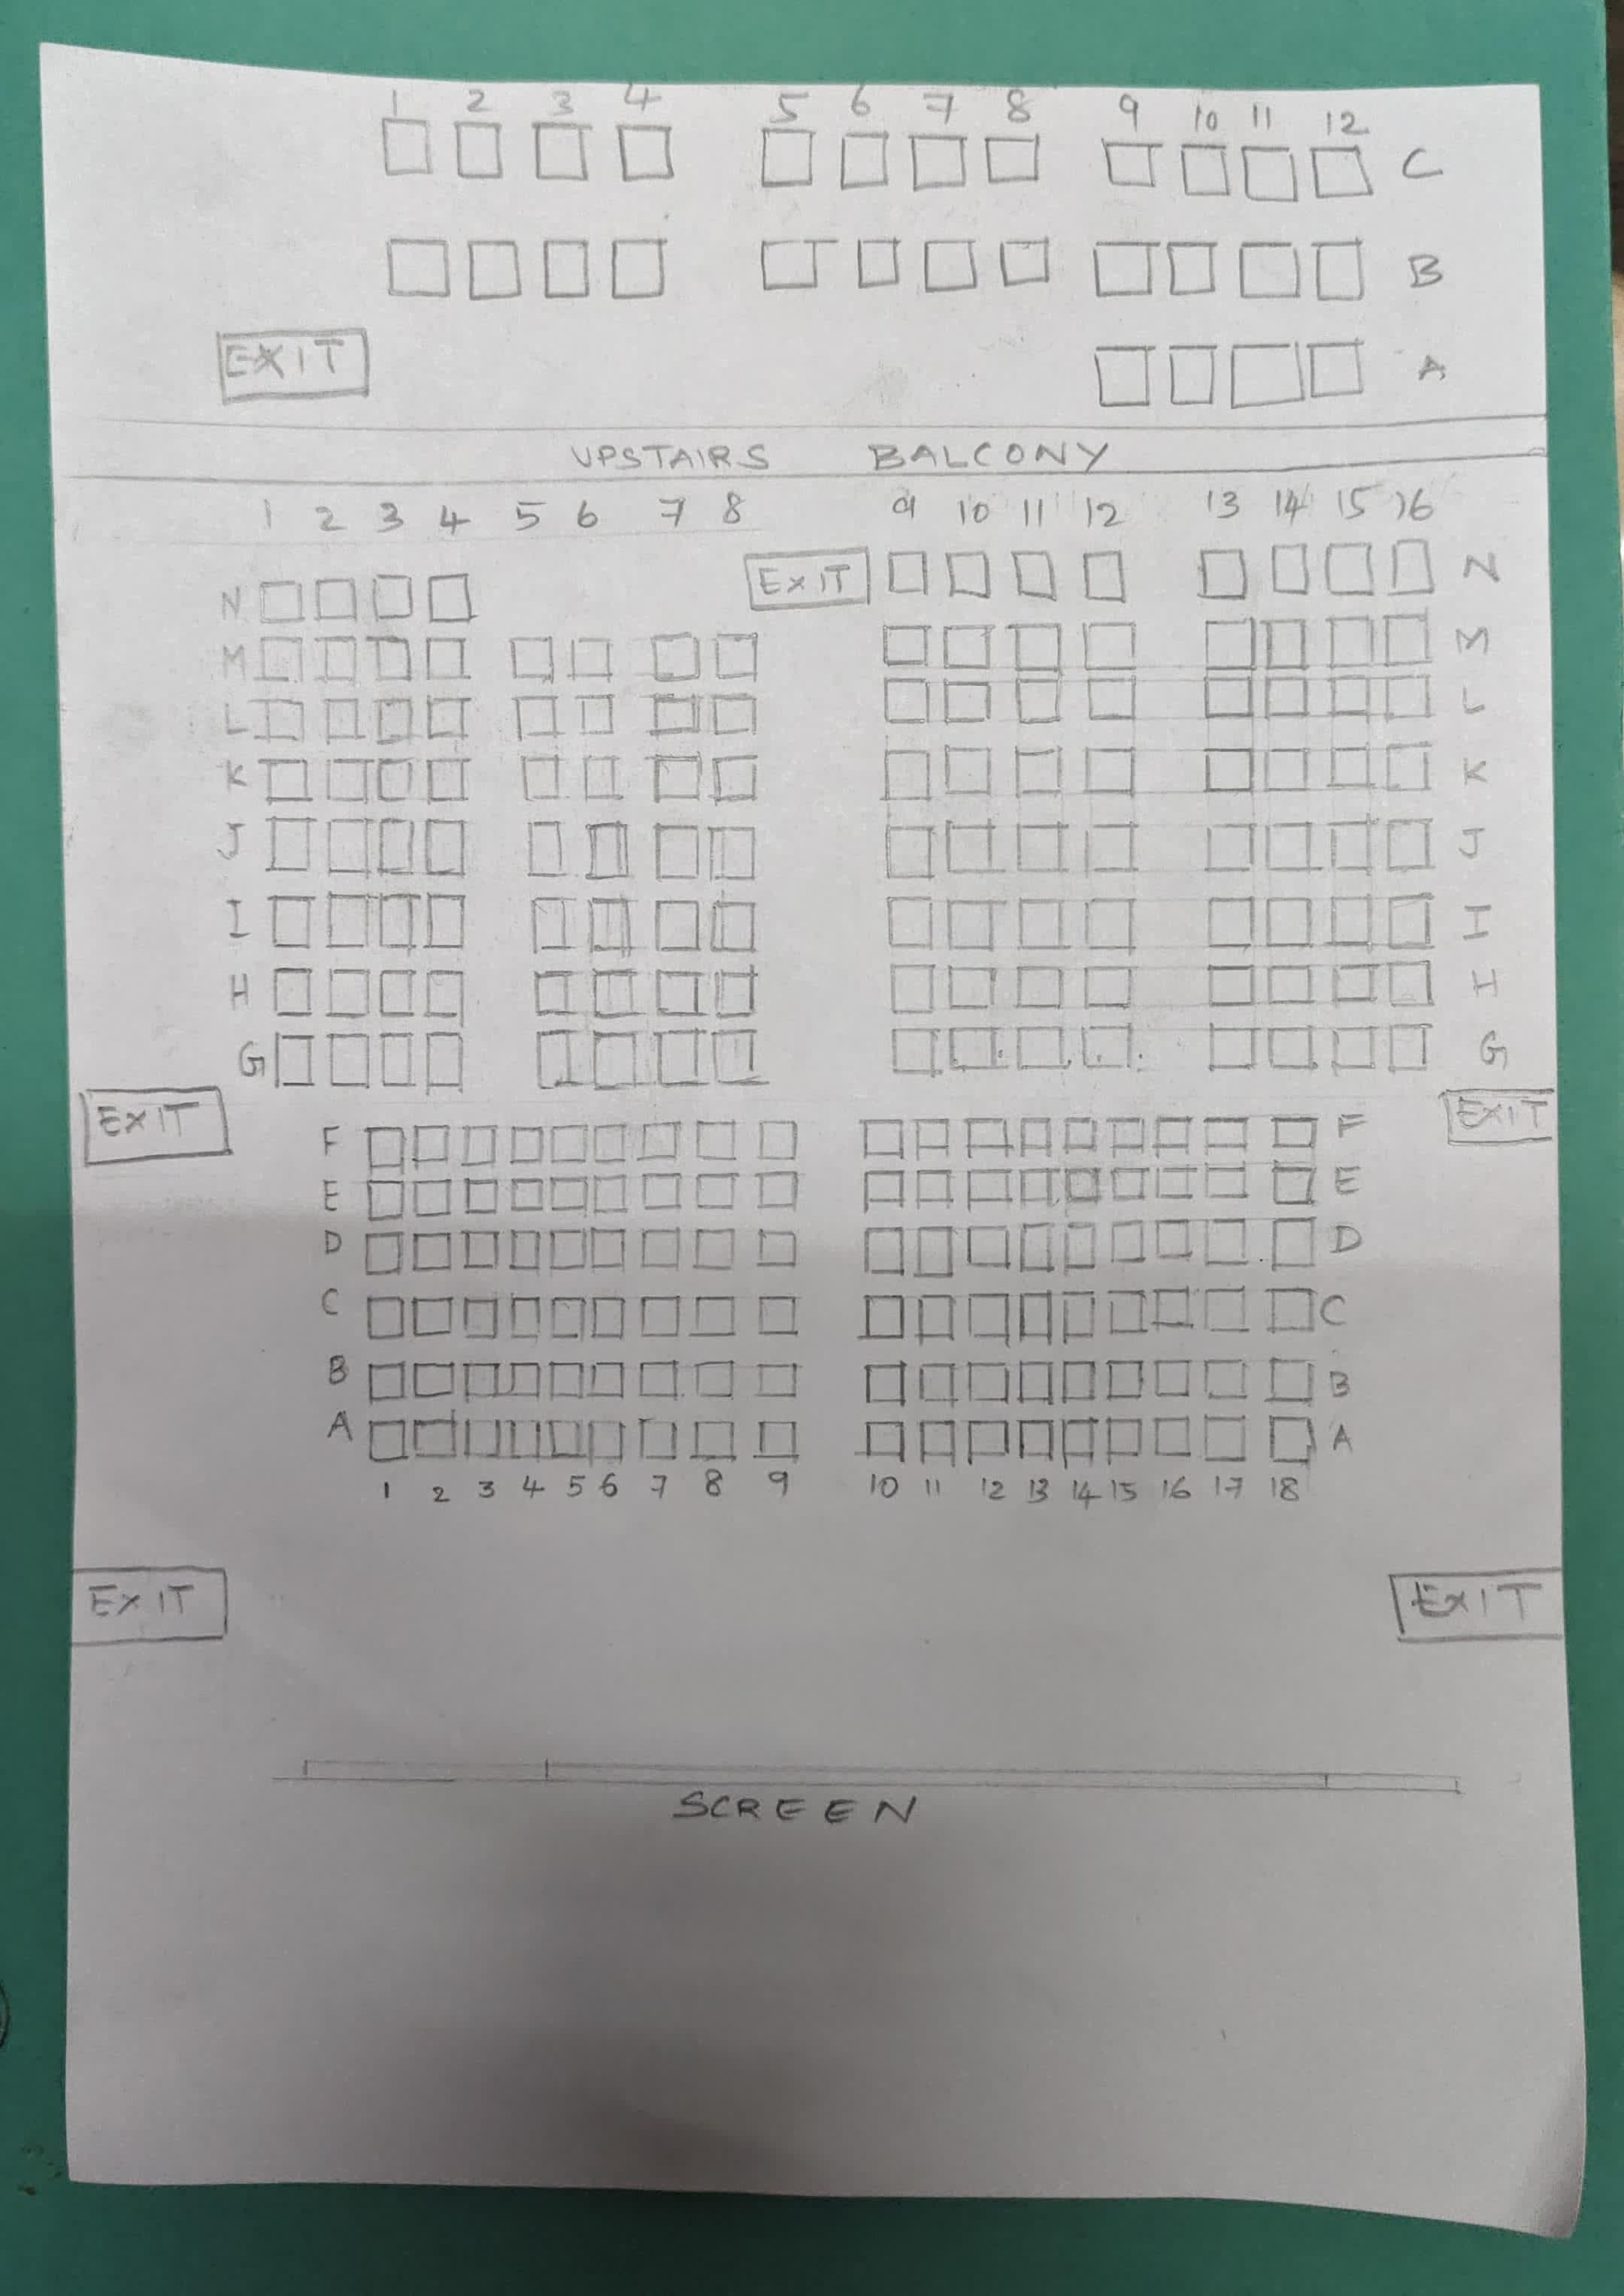 1 2 3 4 5 6 7 8 9 10 11 12
C
B
EXIT A
UPSTAIRS BALCONY
1 2 3 4 5 6 7 8 9 10 11 12 13 14 15 16
N EXIT N
M M
L L
K K
J J
I I
H H
G G
EXIT EXIT
F F
E E
D D
C C
B B
A A
1 2 3 4 5 6 7 8 9 10 11 12 13 14 15 16 17 18
EXIT EXIT
SCREEN